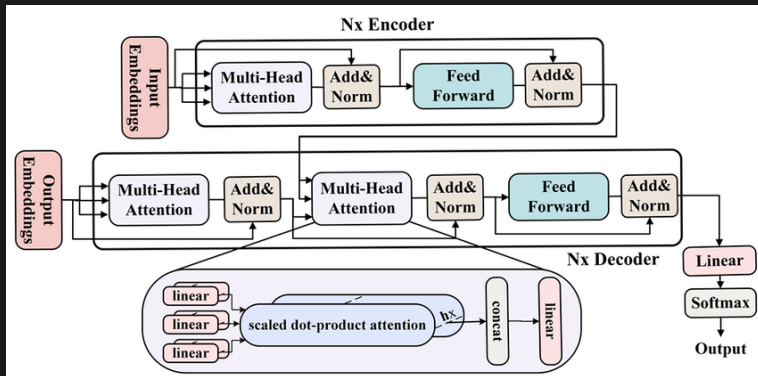 Nx Encoder
Input
Embeddings
Multi-Head
Attention
Add&
Norm
Feed
Forward
Add&
Norm
Output
Embeddings
Multi-Head
Attention
Add&
Norm
Multi-Head
Attention
Add&
Norm
Feed
Forward
Add&
Norm
Nx Decoder
Linear
Softmax
Output
linear
linear
linear
scaled dot-product attention
hx
concat
linear